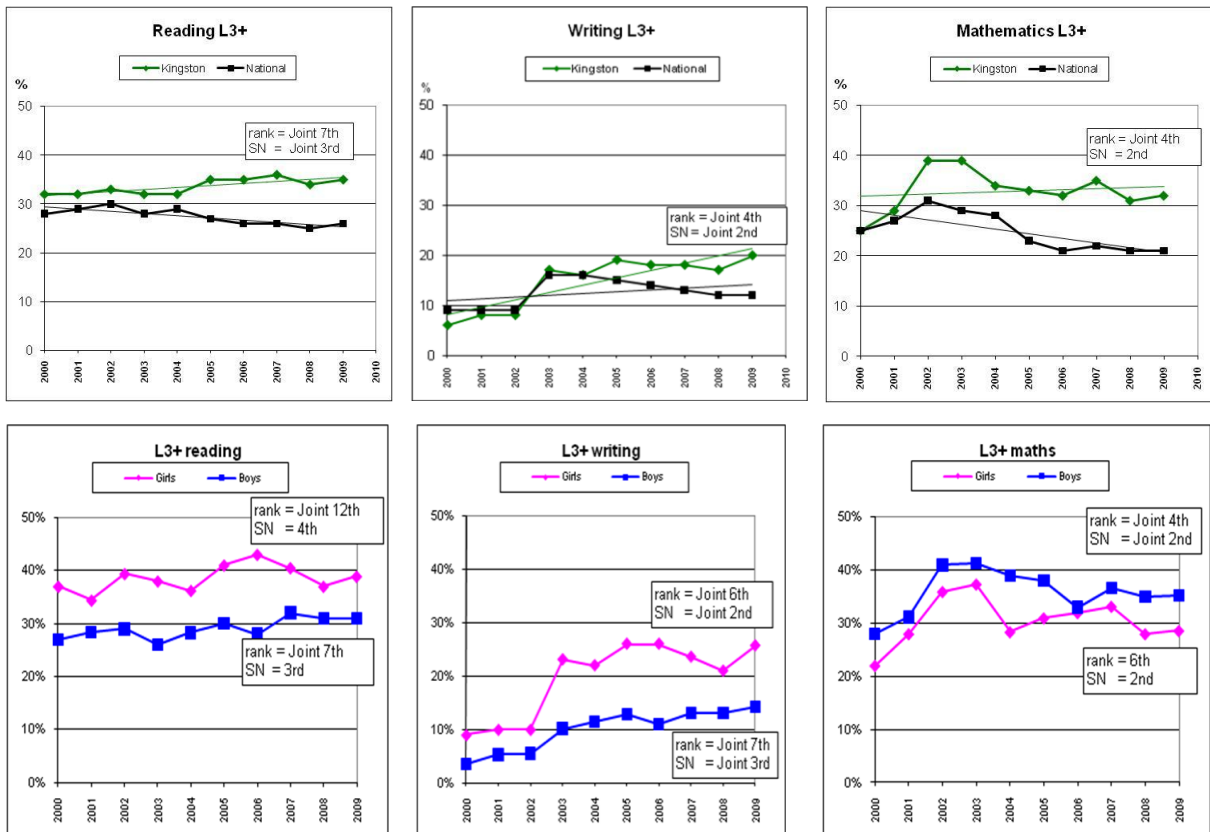 Reading L3+
Kingston National
%
50
40
30
20
10
0
rank = Joint 7th
SN = Joint 3rd
2000 2001 2002 2003 2004 2005 2006 2007 2008 2009 2010
Writing L3+
Kingston National
%
50
40
30
20
10
0
rank = Joint 4th
SN = Joint 2nd
2000 2001 2002 2003 2004 2005 2006 2007 2008 2009 2010
Mathematics L3+
Kingston National
%
50
40
30
20
10
0
rank = Joint 4th
SN = 2nd
2000 2001 2002 2003 2004 2005 2006 2007 2008 2009 2010
L3+ reading
Girls Boys
rank = Joint 12th
SN = 4th
50%
40%
30%
20%
10%
0%
rank = Joint 7th
SN = 3rd
2000 2001 2002 2003 2004 2005 2006 2007 2008 2009
L3+ writing
Girls Boys
50%
40%
30%
20%
10%
0%
rank = Joint 6th
SN = Joint 2nd
rank = Joint 7th
SN = Joint 3rd
2000 2001 2002 2003 2004 2005 2006 2007 2008 2009
L3+ maths
Girls Boys
50%
40%
30%
20%
10%
0%
rank = Joint 4th
SN = Joint 2nd
rank = 6th
SN = 2nd
2000 2001 2002 2003 2004 2005 2006 2007 2008 2009